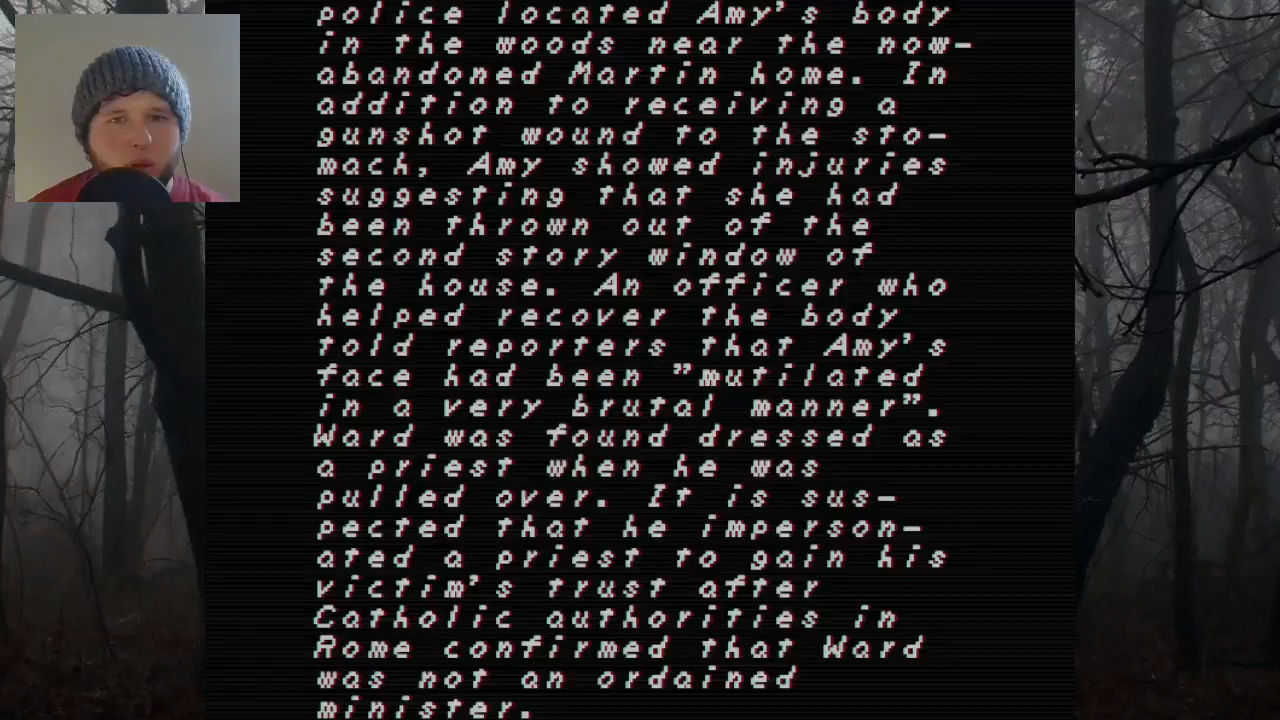 police located Amy's body
in the woods near the now-
abandoned Martin home. In
addition to receiving a
gunshot wound to the sto-
mach, Amy showed injuries
suggesting that she had
been thrown out of the
second story window of
the house. An officer who
helped recover the body
told reporters that Amy's
face had been "mutilated
in a very brutal manner".
Ward was found dressed as
a priest when he was
pulled over. It is sus-
pected that he imperson-
ated a priest to gain his
victim's trust after
Catholic authorities in
Rome confirmed that Ward
was not an ordained
minister.